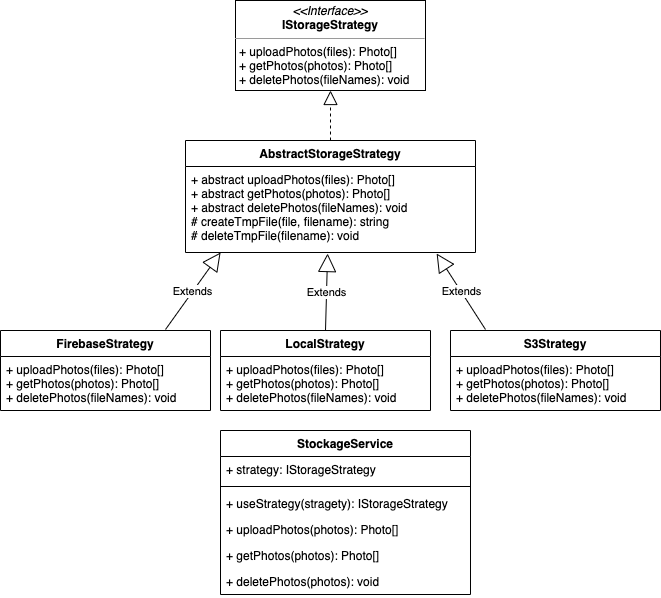 <<Interface>>
IStorageStrategy
+ uploadPhotos(files): Photo[]
+ getPhotos(photos): Photo[]
+ deletePhotos(fileNames): void
AbstractStorageStrategy
+ abstract uploadPhotos(files): Photo[]
+ abstract getPhotos(photos): Photo[]
+ abstract deletePhotos(fileNames): void
# createTmpFile(file, filename): string
# deleteTmpFile(filename): void
Extends
Extends
Extends
FirebaseStrategy
+ uploadPhotos(files): Photo[]
+ getPhotos(photos): Photo[]
+ deletePhotos(fileNames): void
LocalStrategy
+ uploadPhotos(files): Photo[]
+ getPhotos(photos): Photo[]
+ deletePhotos(fileNames): void
S3Strategy
+ uploadPhotos(files): Photo[]
+ getPhotos(photos): Photo[]
+ deletePhotos(fileNames): void
StockageService
+ strategy: IStorageStrategy
+ useStrategy(stragety): IStorageStrategy
+ uploadPhotos(photos): Photo[]
+ getPhotos(photos): Photo[]
+ deletePhotos(photos): void